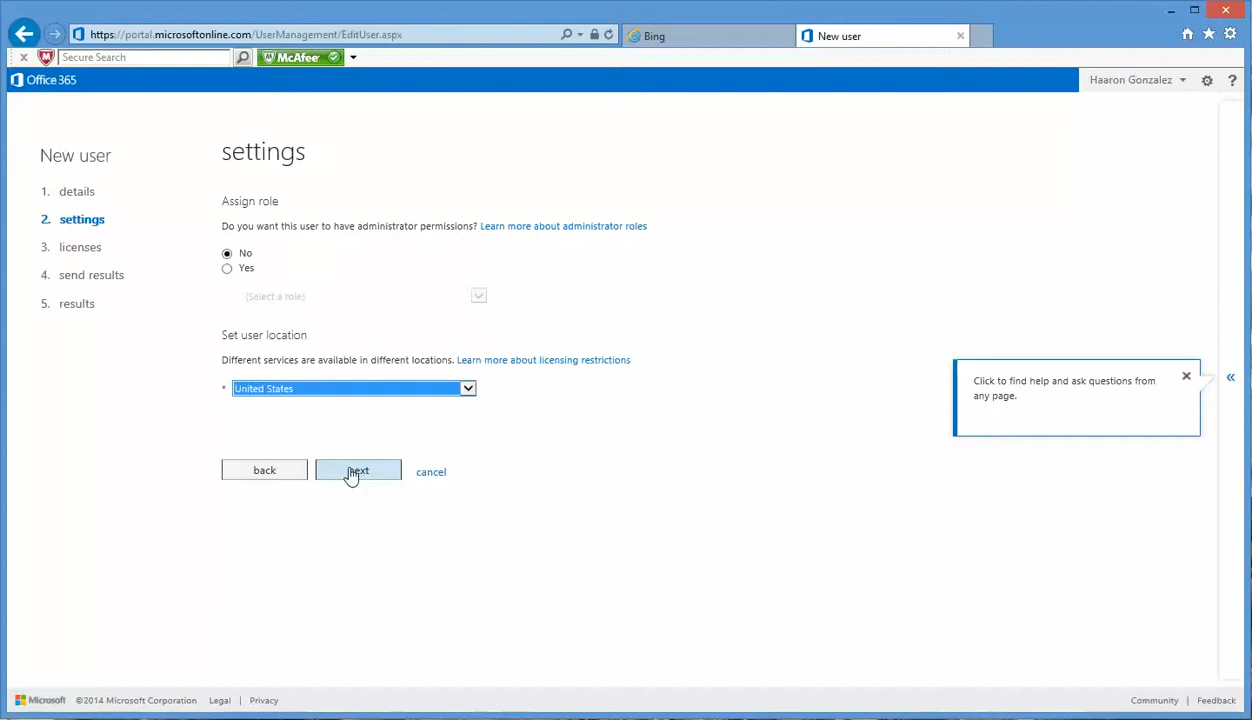 https://portal.microsoftonline.com/UserManagement/EditUser.aspx
Bing
New user
Secure Search
McAfee
Office 365
Haaron Gonzalez
?
New user
1. details
2. settings
3. licenses
4. send results
5. results
settings
Assign role
Do you want this user to have administrator permissions? Learn more about administrator roles
No
Yes
(Select a role)
Set user location
Different services are available in different locations. Learn more about licensing restrictions
* United States
back
next
cancel
Click to find help and ask questions from
any page.
«
Microsoft ©2014 Microsoft Corporation Legal Privacy
Community Feedback